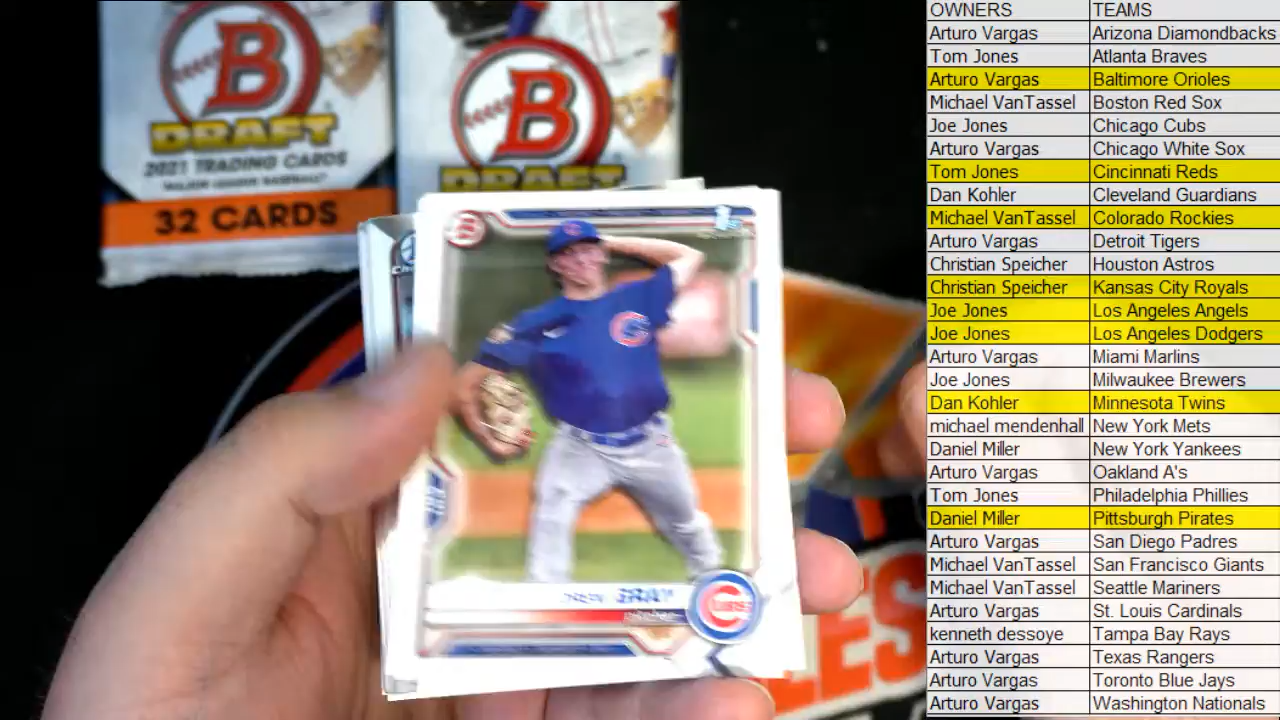 B
DRAFT
2021 TRADING CARDS
MAJOR LEAGUE BASEBALL
32 CARDS
B
DRAFT
B
1st
C
GRAY
pitcher
CUBS
OWNERS TEAMS
Arturo Vargas Arizona Diamondbacks
Tom Jones Atlanta Braves
Arturo Vargas Baltimore Orioles
Michael VanTassel Boston Red Sox
Joe Jones Chicago Cubs
Arturo Vargas Chicago White Sox
Tom Jones Cincinnati Reds
Dan Kohler Cleveland Guardians
Michael VanTassel Colorado Rockies
Arturo Vargas Detroit Tigers
Christian Speicher Houston Astros
Christian Speicher Kansas City Royals
Joe Jones Los Angeles Angels
Joe Jones Los Angeles Dodgers
Arturo Vargas Miami Marlins
Joe Jones Milwaukee Brewers
Dan Kohler Minnesota Twins
michael mendenhall New York Mets
Daniel Miller New York Yankees
Arturo Vargas Oakland A's
Tom Jones Philadelphia Phillies
Daniel Miller Pittsburgh Pirates
Arturo Vargas San Diego Padres
Michael VanTassel San Francisco Giants
Michael VanTassel Seattle Mariners
Arturo Vargas St. Louis Cardinals
kenneth dessoye Tampa Bay Rays
Arturo Vargas Texas Rangers
Arturo Vargas Toronto Blue Jays
Arturo Vargas Washington Nationals